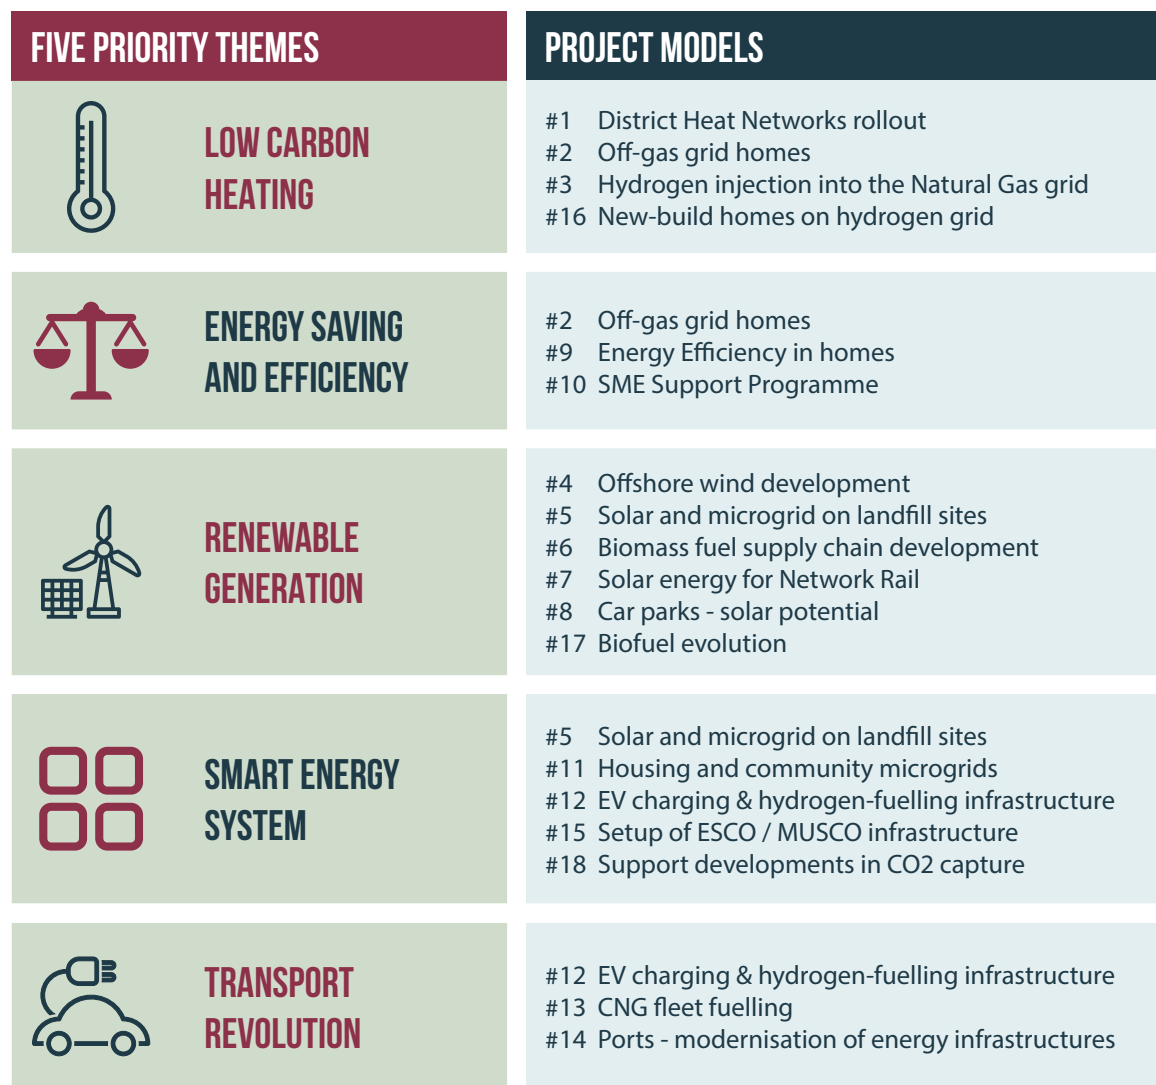 FIVE PRIORITY THEMES
PROJECT MODELS
LOW CARBON
HEATING
#1 District Heat Networks rollout
#2 Off-gas grid homes
#3 Hydrogen injection into the Natural Gas grid
#16 New-build homes on hydrogen grid
ENERGY SAVING
AND EFFICIENCY
#2 Off-gas grid homes
#9 Energy Efficiency in homes
#10 SME Support Programme
RENEWABLE
GENERATION
#4 Offshore wind development
#5 Solar and microgrid on landfill sites
#6 Biomass fuel supply chain development
#7 Solar energy for Network Rail
#8 Car parks - solar potential
#17 Biofuel evolution
SMART ENERGY
SYSTEM
#5 Solar and microgrid on landfill sites
#11 Housing and community microgrids
#12 EV charging & hydrogen-fuelling infrastructure
#15 Setup of ESCO / MUSCO infrastructure
#18 Support developments in CO2 capture
TRANSPORT
REVOLUTION
#12 EV charging & hydrogen-fuelling infrastructure
#13 CNG fleet fuelling
#14 Ports - modernisation of energy infrastructures